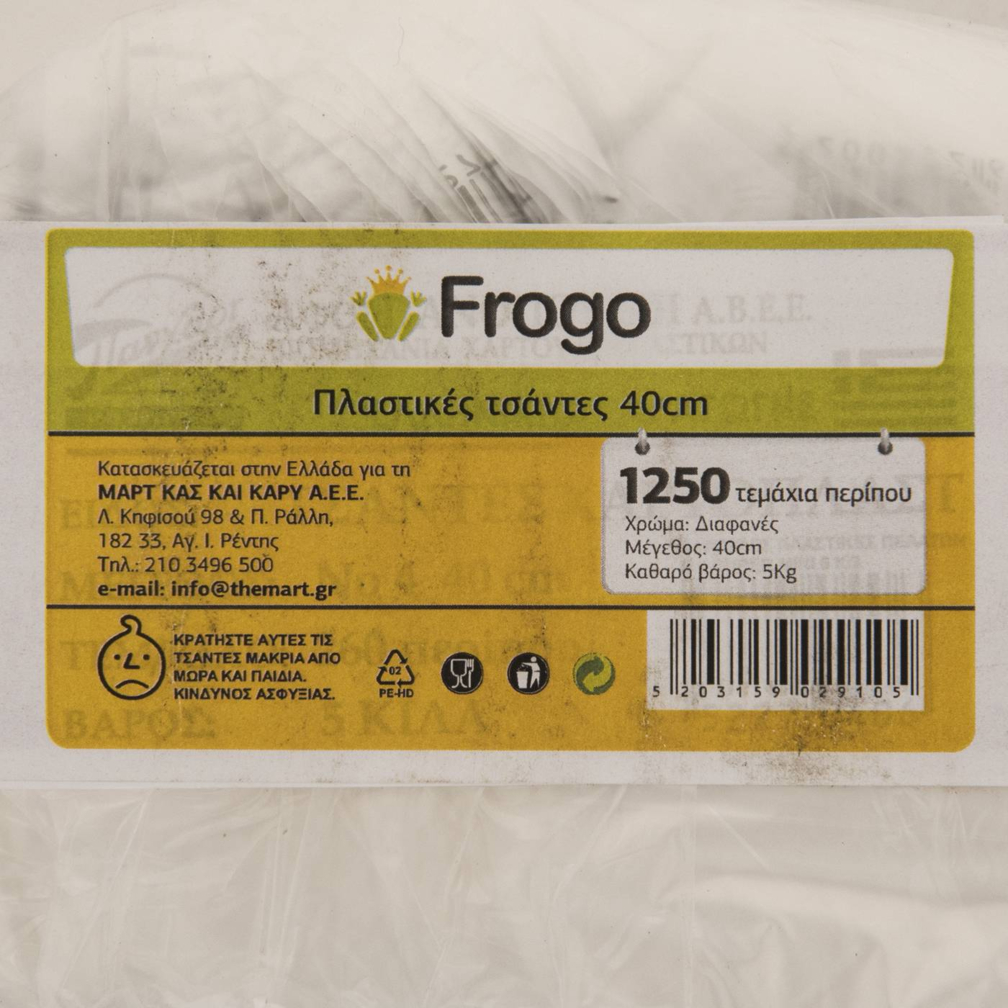 Frogo
Πλαστικές τσάντες 40cm
Κατασκευάζεται στην Ελλάδα για τη
ΜΑΡΤ ΚΑΣ ΚΑΙ ΚΑΡΥ Α.Ε.Ε.
Λ. Κηφισού 98 & Π. Ράλλη,
182 33, Αγ. Ι. Ρέντης
Τηλ.: 210 3496 500
e-mail: info@themart.gr
1250 τεμάχια περίπου
Χρώμα: Διαφανές
Μέγεθος: 40cm
Καθαρό βάρος: 5Kg
ΚΡΑΤΗΣΤΕ ΑΥΤΕΣ ΤΙΣ
ΤΣΑΝΤΕΣ ΜΑΚΡΙΑ ΑΠΟ
ΜΩΡΑ ΚΑΙ ΠΑΙΔΙΑ.
ΚΙΝΔΥΝΟΣ ΑΣΦΥΞΙΑΣ.
02
PE-HD
5 203159 029105
ΒΑΡΟΣ: 5 ΚΙΛΑ